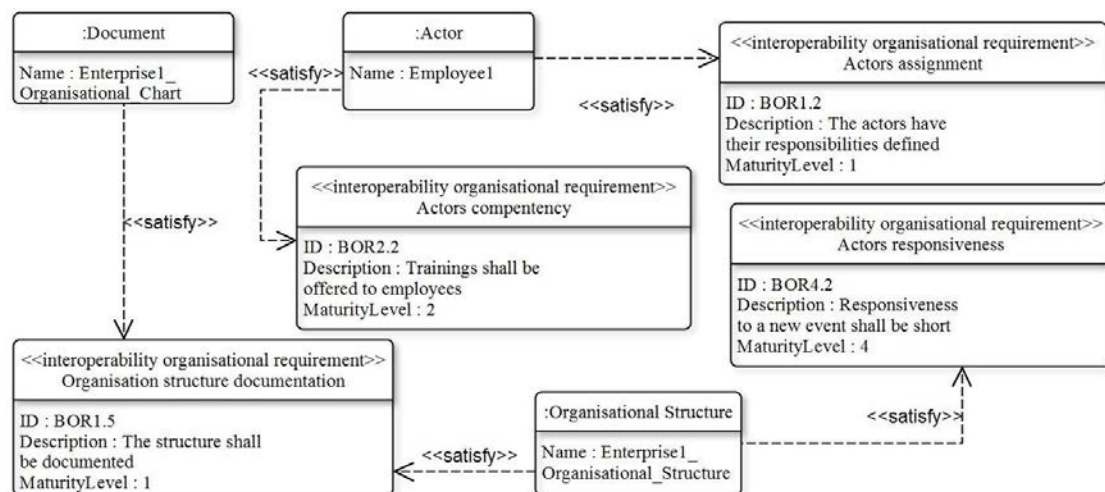 :Document
Name : Enterprise1_
Organisational_Chart
:Actor
Name : Employee1
<<satisfy>>
<<satisfy>>
<<interoperability organisational requirement>>
Actors assignment
ID : BOR1.2
Description : The actors have
their responsibilities defined
MaturityLevel : 1
<<satisfy>>
<<interoperability organisational requirement>>
Actors compentency
ID : BOR2.2
Description : Trainings shall be
offered to employees
MaturityLevel : 2
<<interoperability organisational requirement>>
Actors responsiveness
ID : BOR4.2
Description : Responsiveness
to a new event shall be short
MaturityLevel : 4
<<interoperability organisational requirement>>
Organisation structure documentation
ID : BOR1.5
Description : The structure shall
be documented
MaturityLevel : 1
<<satisfy>>
:Organisational Structure
Name : Enterprise1_
Organisational_Structure
<<satisfy>>